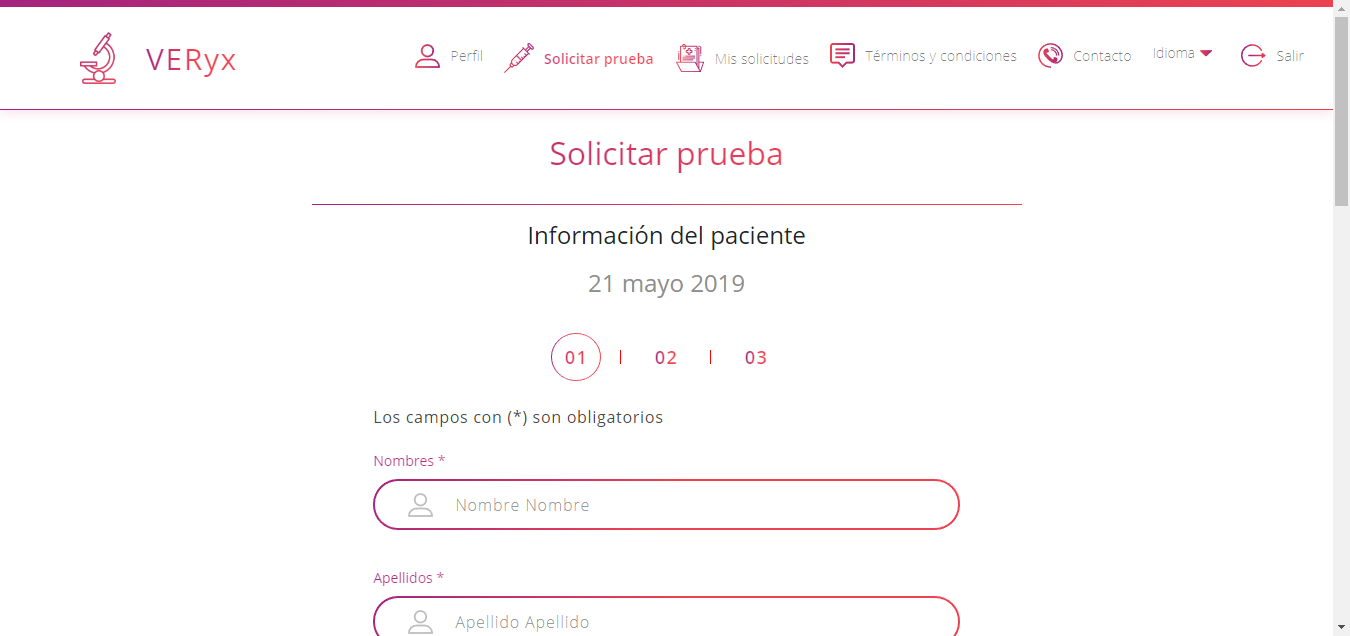 VERyx
Perfil
Solicitar prueba
Mis solicitudes
Términos y condiciones
Contacto
Idioma
Salir
Solicitar prueba
Información del paciente
21 mayo 2019
01 | 02 | 03
Los campos con (*) son obligatorios
Nombres *
Nombre Nombre
Apellidos *
Apellido Apellido